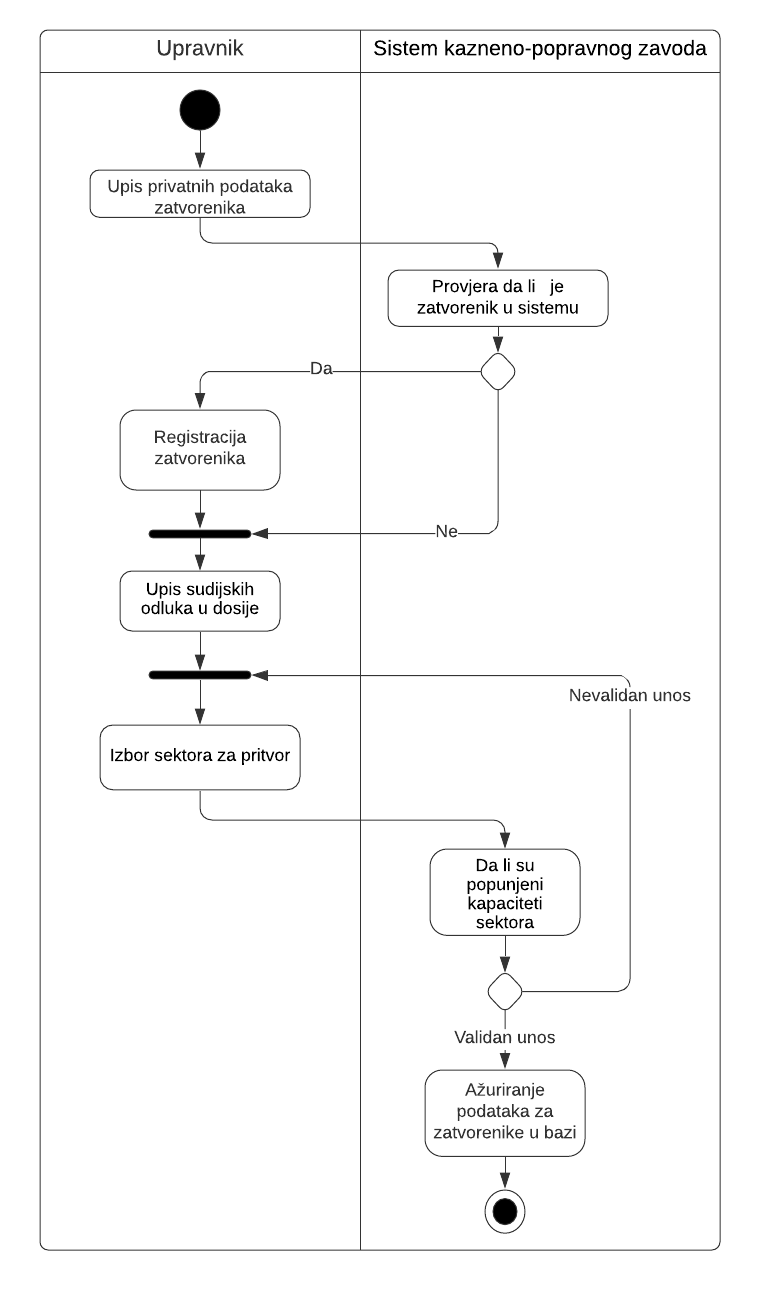 Upravnik
Sistem kazneno-popravnog zavoda
Upis privatnih podataka
zatvorenika
Provjera da li je
zatvorenik u sistemu
Da
Registracija
zatvorenika
Ne
Upis sudijskih
odluka u dosije
Nevalidan unos
Izbor sektora za pritvor
Da li su
popunjeni
kapaciteti
sektora
Validan unos
Ažuriranje
podataka za
zatvorenike u bazi